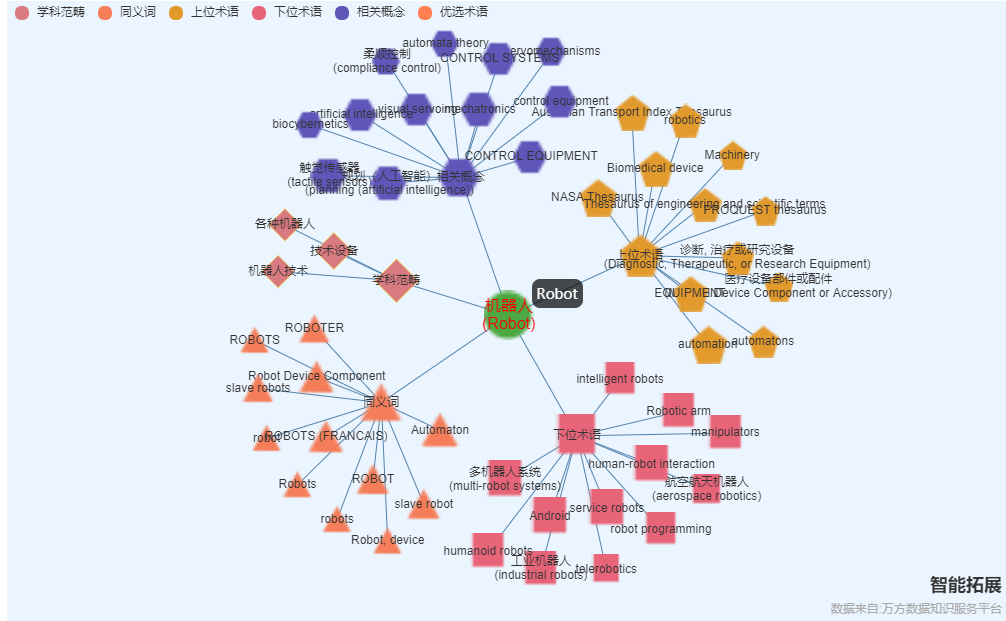 学科范畴
同义词
上位术语
下位术语
相关概念
优选术语
automata theory
柔顺控制
(compliance control)
CONTROL SYSTEMS
servomechanisms
artificial intelligence
visual servoing
mechatronics
control equipment
biocybernetics
CONTROL EQUIPMENT
触觉传感器
(tactile sensors)
规划（人工智能）
(planning (artificial intelligence))
相关概念
Australian Transport Index Thesaurus
robotics
Machinery
Biomedical device
NASA Thesaurus
Thesaurus of engineering and scientific terms
PROQUEST thesaurus
上位术语
诊断, 治疗或研究设备
(Diagnostic, Therapeutic, or Research Equipment)
医疗设备部件或配件
Device Component or Accessory)
EQUIPMENT
automation
automatons
各种机器人
技术设备
机器人技术
学科范畴
机器人
(Robot)
Robot
ROBOTER
ROBOTS
Robot Device Component
slave robots
同义词
robot
ROBOTS (FRANCAIS)
Automaton
Robots
ROBOT
slave robot
robots
Robot, device
intelligent robots
Robotic arm
manipulators
下位术语
human-robot interaction
多机器人系统
(multi-robot systems)
航空航天机器人
(aerospace robotics)
Android
service robots
robot programming
humanoid robots
工业机器人
(industrial robots)
telerobotics
智能拓展
数据来自:万方数据知识服务平台